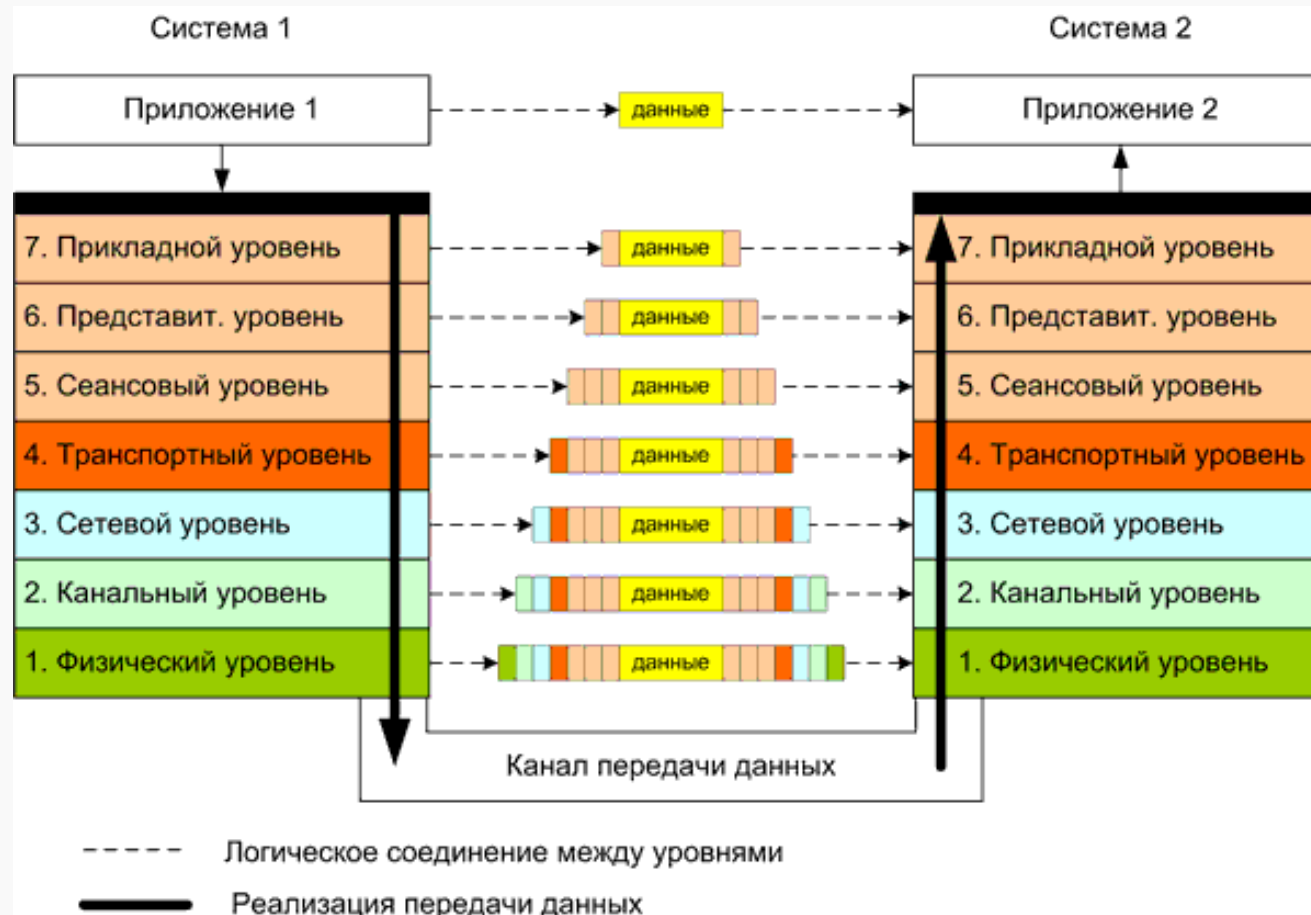 Система 1
Система 2
Приложение 1
данные
Приложение 2
7. Прикладной уровень
данные
7. Прикладной уровень
6. Представит. уровень
данные
6. Представит. уровень
5. Сеансовый уровень
данные
5. Сеансовый уровень
4. Транспортный уровень
данные
4. Транспортный уровень
3. Сетевой уровень
данные
3. Сетевой уровень
2. Канальный уровень
данные
2. Канальный уровень
1. Физический уровень
данные
1. Физический уровень
Канал передачи данных
Логическое соединение между уровнями
Реализация передачи данных